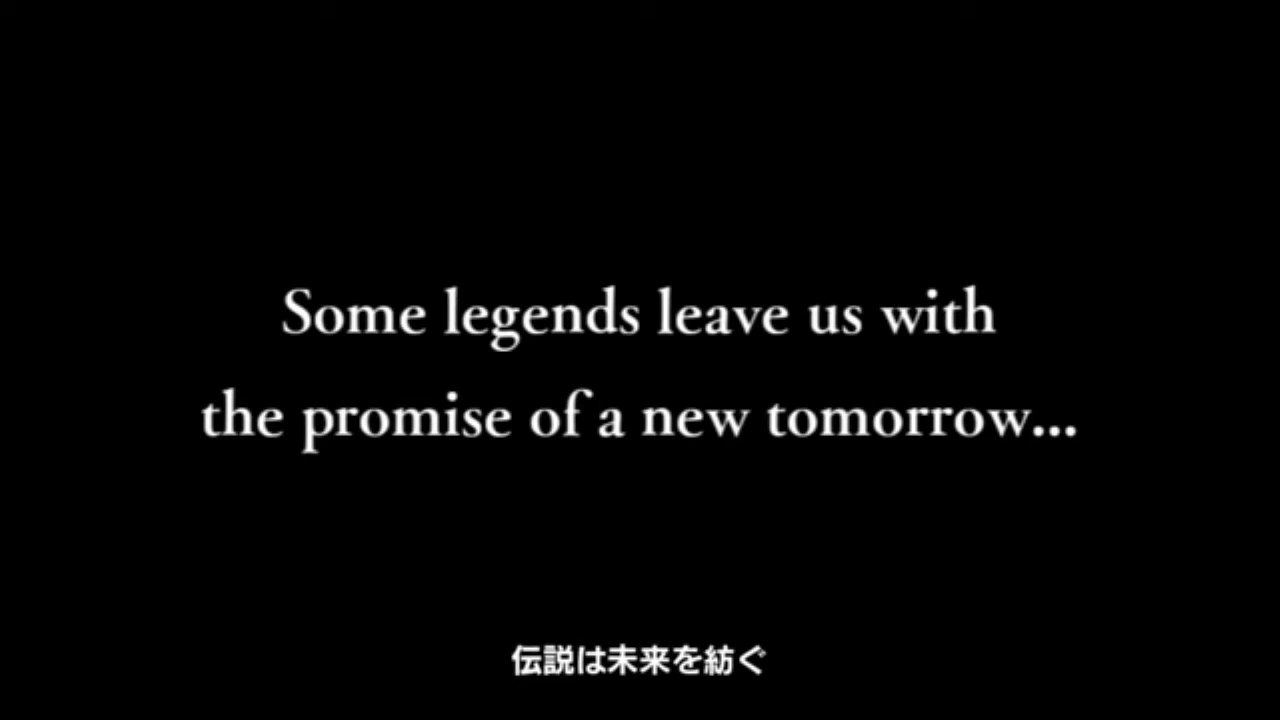 Some legends leave us with
the promise of a new tomorrow...
伝説は未来を紡ぐ